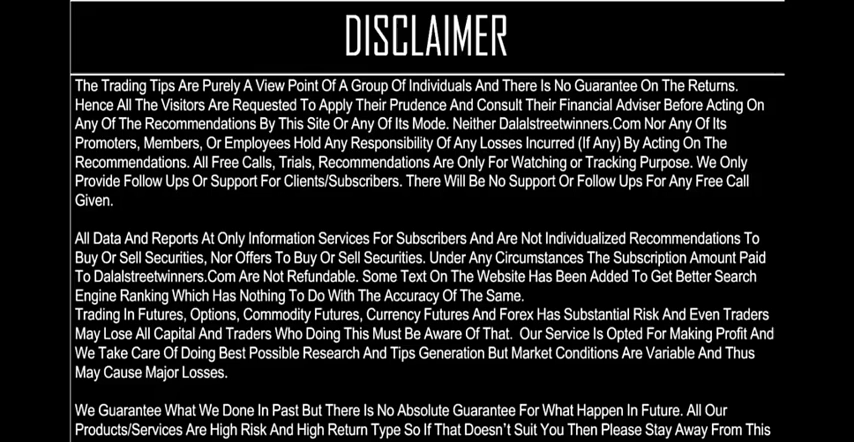 DISCLAIMER
The Trading Tips Are Purely A View Point Of A Group Of Individuals And There Is No Guarantee On The Returns.
Hence All The Visitors Are Requested To Apply Their Prudence And Consult Their Financial Adviser Before Acting On
Any Of The Recommendations By This Site Or Any Of Its Mode. Neither Dalalstreetwinners.Com Nor Any Of Its
Promoters, Members, Or Employees Hold Any Responsibility Of Any Losses Incurred (If Any) By Acting On The
Recommendations. All Free Calls, Trials, Recommendations Are Only For Watching or Tracking Purpose. We Only
Provide Follow Ups Or Support For Clients/Subscribers. There Will Be No Support Or Follow Ups For Any Free Call
Given.
All Data And Reports At Only Information Services For Subscribers And Are Not Individualized Recommendations To
Buy Or Sell Securities, Nor Offers To Buy Or Sell Securities. Under Any Circumstances The Subscription Amount Paid
To Dalalstreetwinners.Com Are Not Refundable. Some Text On The Website Has Been Added To Get Better Search
Engine Ranking Which Has Nothing To Do With The Accuracy Of The Same.
Trading In Futures, Options, Commodity Futures, Currency Futures And Forex Has Substantial Risk And Even Traders
May Lose All Capital And Traders Who Doing This Must Be Aware Of That. Our Service Is Opted For Making Profit And
We Take Care Of Doing Best Possible Research And Tips Generation But Market Conditions Are Variable And Thus
May Cause Major Losses.
We Guarantee What We Done In Past But There Is No Absolute Guarantee For What Happen In Future. All Our
Products/Services Are High Risk And High Return Type So If That Doesn't Suit You Then Please Stay Away From This